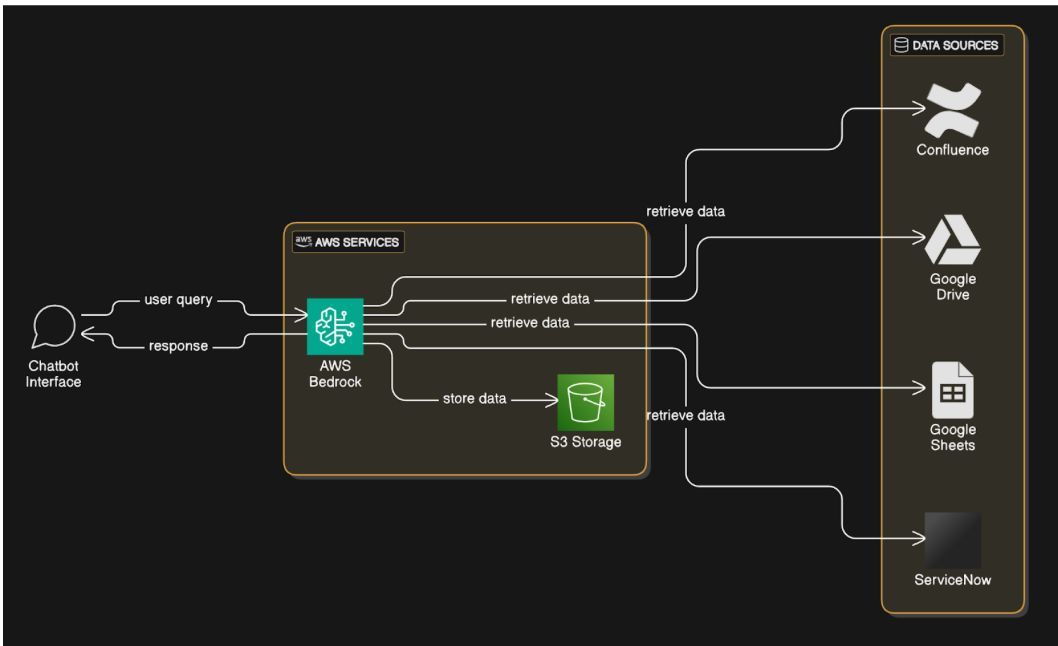 DATA SOURCES
Confluence
retrieve data
aws AWS SERVICES
Google
Drive
user query
retrieve data
retrieve data
response
Chatbot
Interface
AWS
Bedrock
store data
retrieve data
S3 Storage
Google
Sheets
ServiceNow